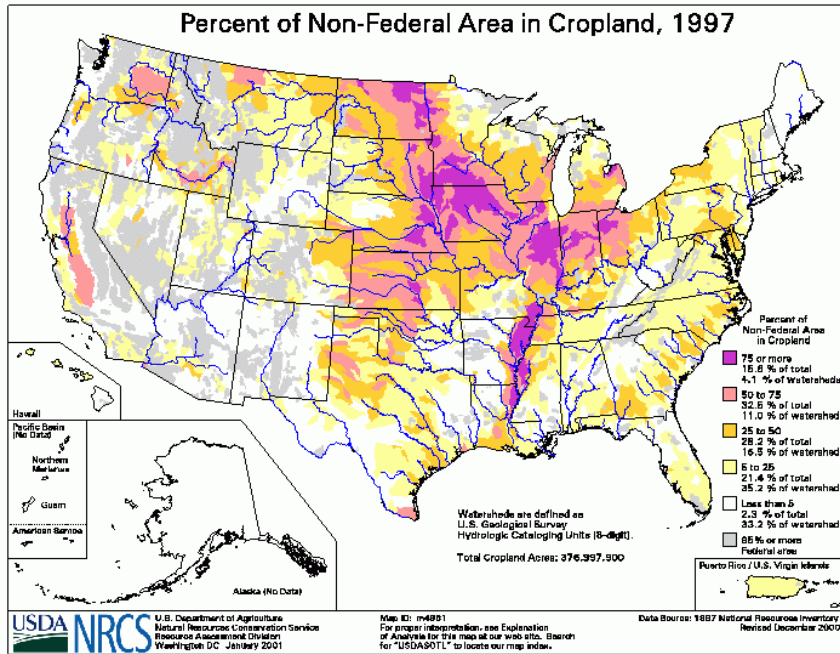 Percent of Non-Federal Area in Cropland, 1997
Hawaii
Pacific Basin
(No Data)
Northern
Marianas
Guam
American Samoa
Alaska (No Data)
Watersheds are defined as
U.S. Geological Survey
Hydrologic Cataloging Units (8-digit).
Total Cropland Acres: 376,997,900
Percent of
Non-Federal Area
in Cropland
75 or more
15.6 % of total
4.1 % of watersheds
50 to 75
32.5 % of total
11.0 % of watershed
25 to 50
28.2 % of total
16.5 % of watershed
5 to 25
21.4 % of total
35.2 % of watershed
Less than 5
2.3 % of total
33.2 % of watershed
95% or more
Federal area
Puerto Rico / U.S. Virgin Islands
USDA NRCS
U.S. Department of Agriculture
Natural Resources Conservation Service
Resource Assessment Division
Washington DC January 2001
Map ID: m4961
For proper interpretation, see Explanation
of Analysis for this map at our web site. Search
for "USDASOTL" to locate our map index.
Data Source: 1997 National Resources Inventory
Revised December 2000